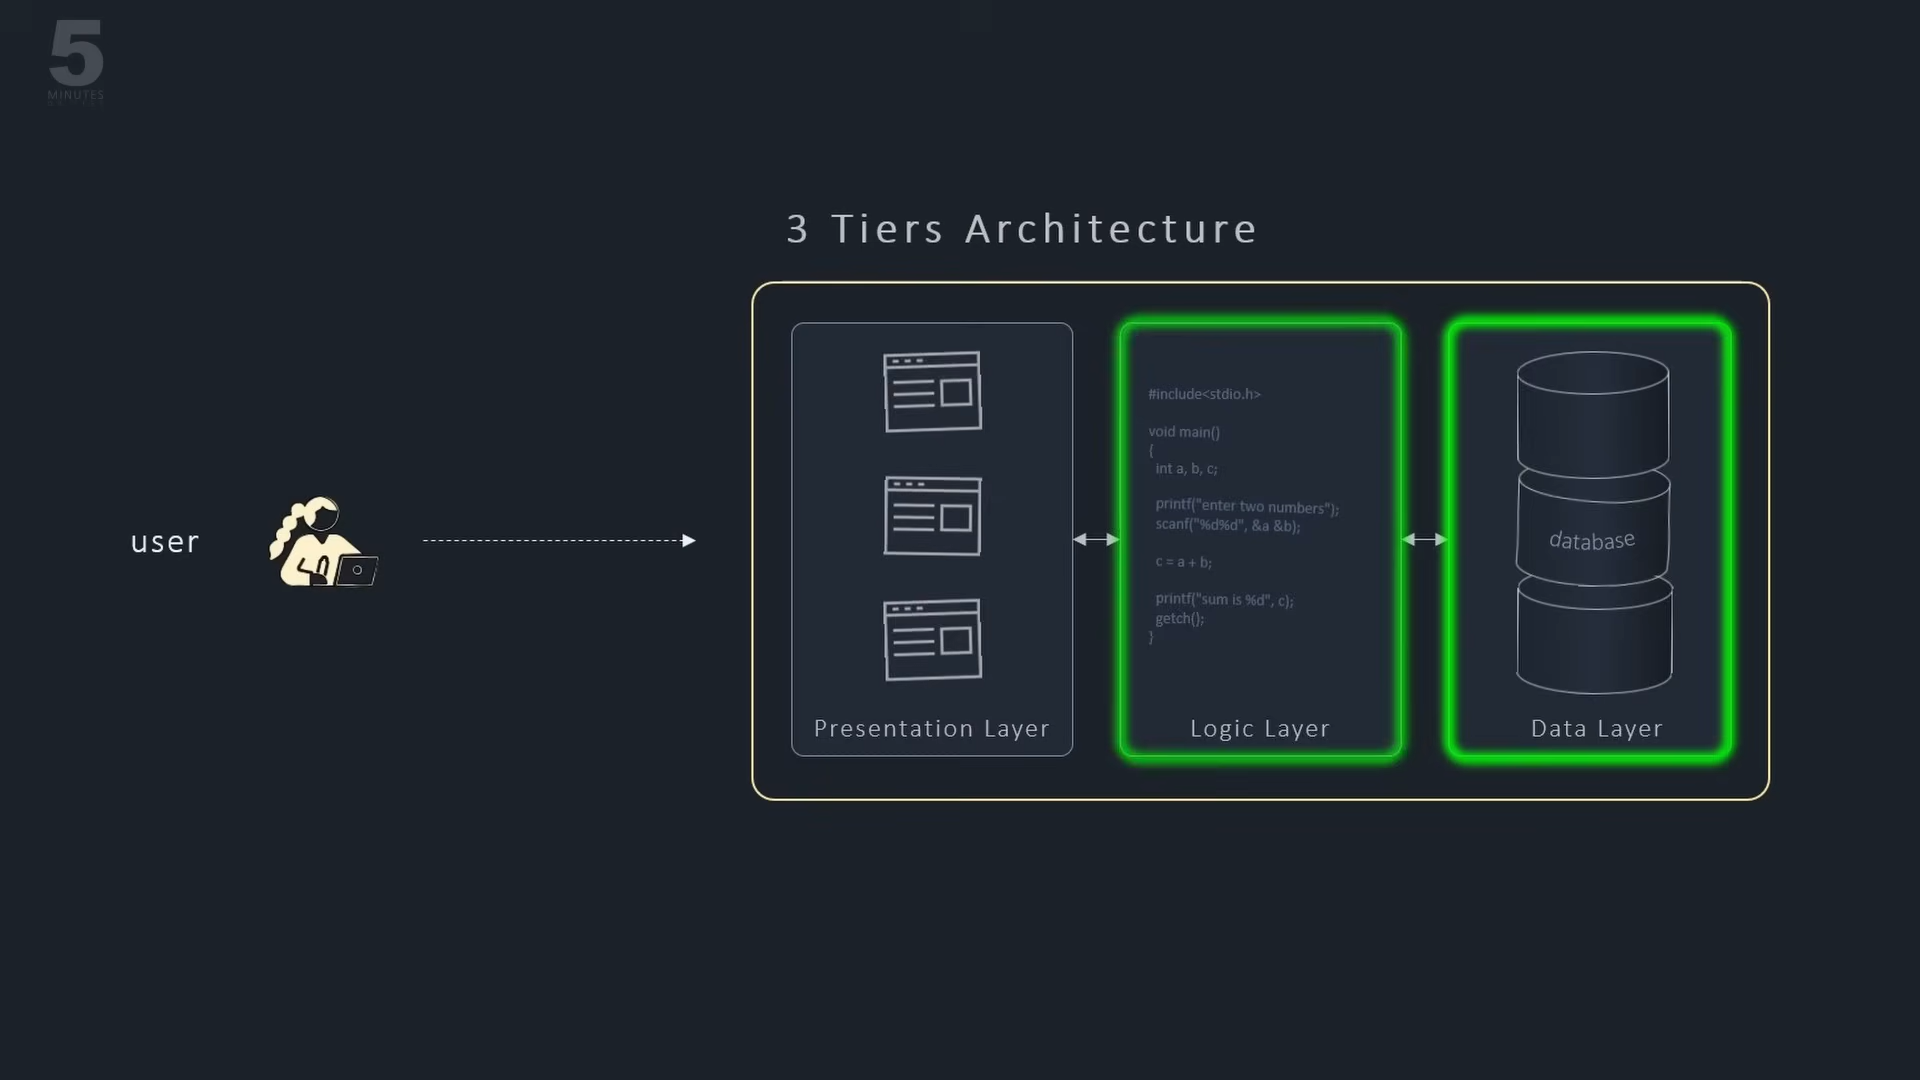 5
MINUTES
3 Tiers Architecture
user
#include<stdio.h>
void main()
{
int a, b, c;
printf("enter two numbers");
scanf("%d%d", &a &b);
c = a + b;
printf("sum is %d", c);
getch();
}
Presentation Layer
Logic Layer
database
Data Layer